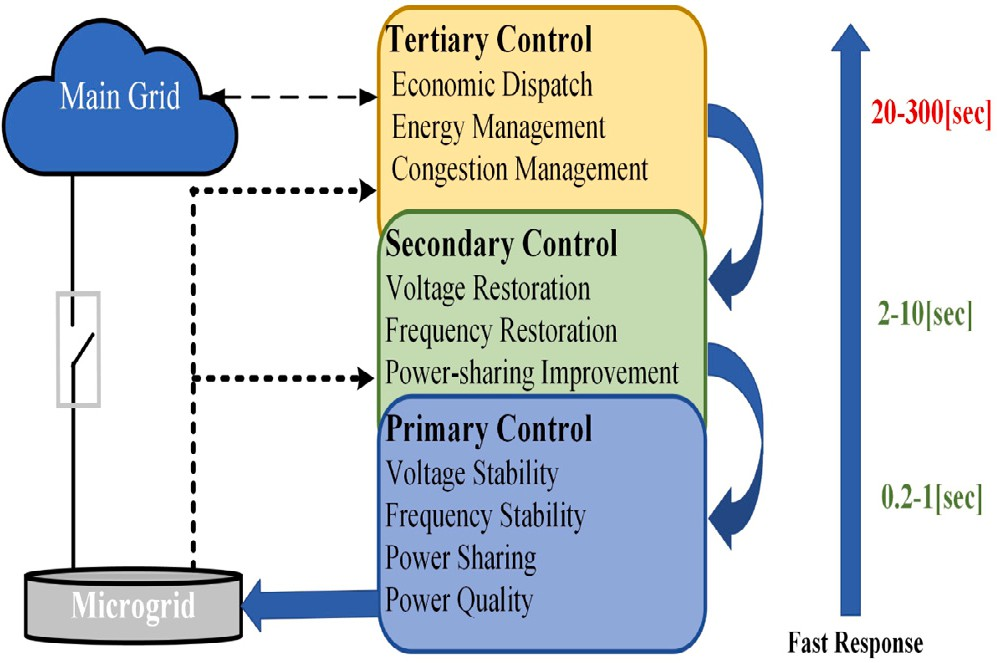 Main Grid
Tertiary Control
Economic Dispatch
Energy Management
Congestion Management
Secondary Control
Voltage Restoration
Frequency Restoration
Power-sharing Improvement
Primary Control
Voltage Stability
Frequency Stability
Power Sharing
Power Quality
Microgrid
20-300[sec]
2-10[sec]
0.2-1[sec]
Fast Response